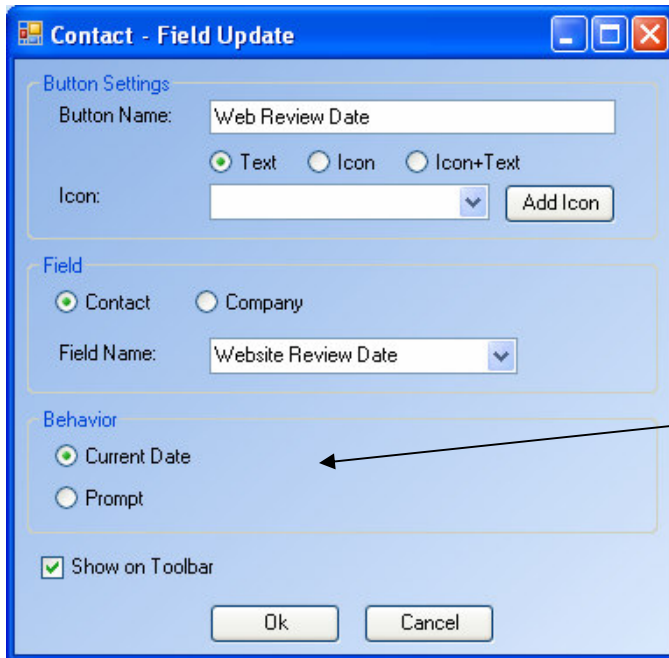 Contact - Field Update
Button Settings
Button Name: Web Review Date
Text Icon Icon+Text
Icon: Add Icon
Field
Contact Company
Field Name: Website Review Date
Behavior
Current Date
Prompt
Show on Toolbar
Ok Cancel